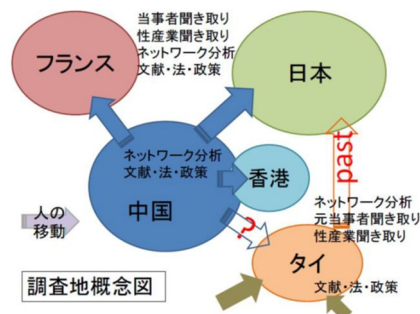 当事者聞き取り
性産業聞き取り
ネットワーク分析
文献・法・政策
フランス
日本
ネットワーク分析
文献・法・政策
香港
中国
past
人の
移動
?
ネットワーク分析
元当事者聞き取り
性産業聞き取り
タイ
文献・法・政策
調査地概念図